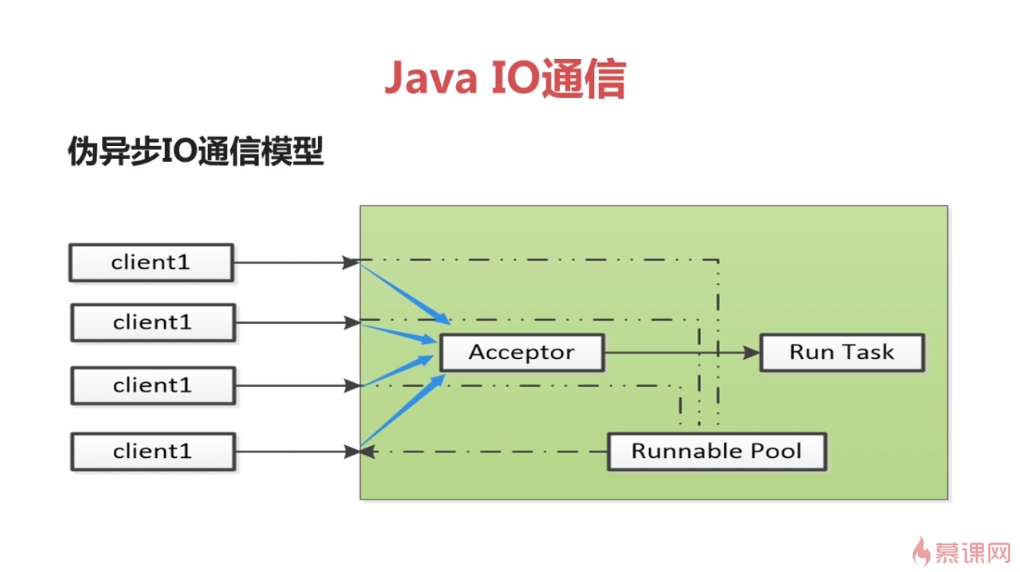 Java IO通信
伪异步IO通信模型
client1
client1
Acceptor
Run Task
client1
client1
Runnable Pool
慕课网